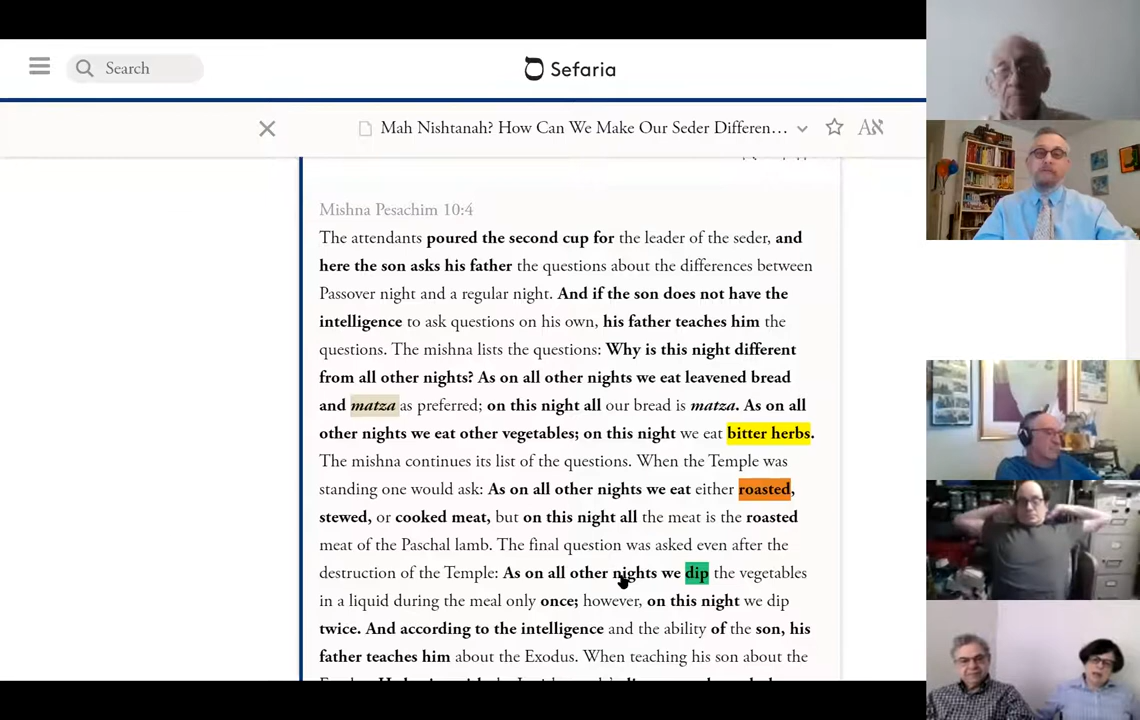 Search
Sefaria
Mah Nishtanah? How Can We Make Our Seder Differen…
Mishna Pesachim 10:4
The attendants poured the second cup for the leader of the seder, and
here the son asks his father the questions about the differences between
Passover night and a regular night. And if the son does not have the
intelligence to ask questions on his own, his father teaches him the
questions. The mishna lists the questions: Why is this night different
from all other nights? As on all other nights we eat leavened bread
and matza as preferred; on this night all our bread is matza. As on all
other nights we eat other vegetables; on this night we eat bitter herbs.
The mishna continues its list of the questions. When the Temple was
standing one would ask: As on all other nights we eat either roasted,
stewed, or cooked meat, but on this night all the meat is the roasted
meat of the Paschal lamb. The final question was asked even after the
destruction of the Temple: As on all other nights we dip the vegetables
in a liquid during the meal only once; however, on this night we dip
twice. And according to the intelligence and the ability of the son, his
father teaches him about the Exodus. When teaching his son about the